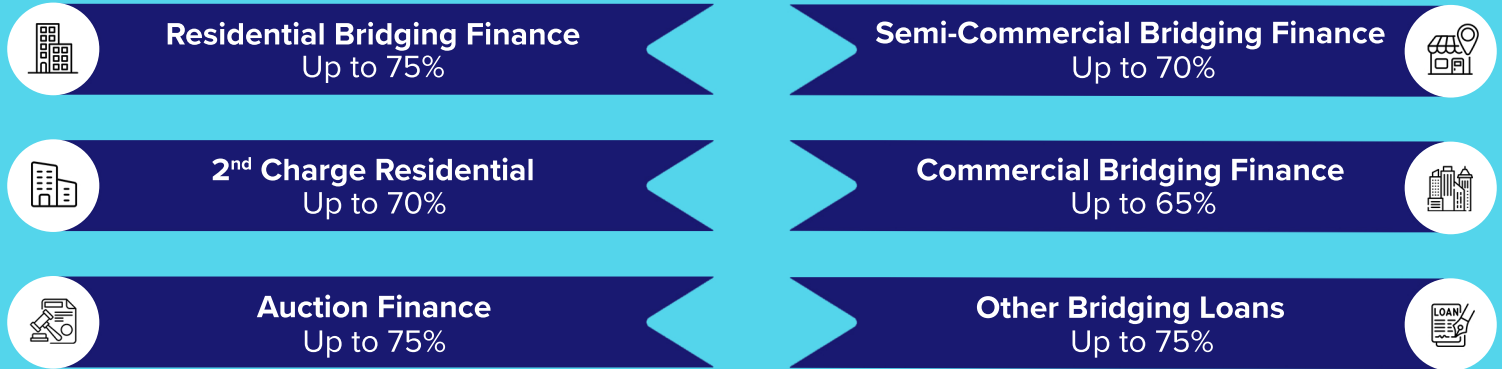 Residential Bridging Finance
Up to 75%
Semi-Commercial Bridging Finance
Up to 70%
2nd Charge Residential
Up to 70%
Commercial Bridging Finance
Up to 65%
Auction Finance
Up to 75%
Other Bridging Loans
Up to 75%
LOAN